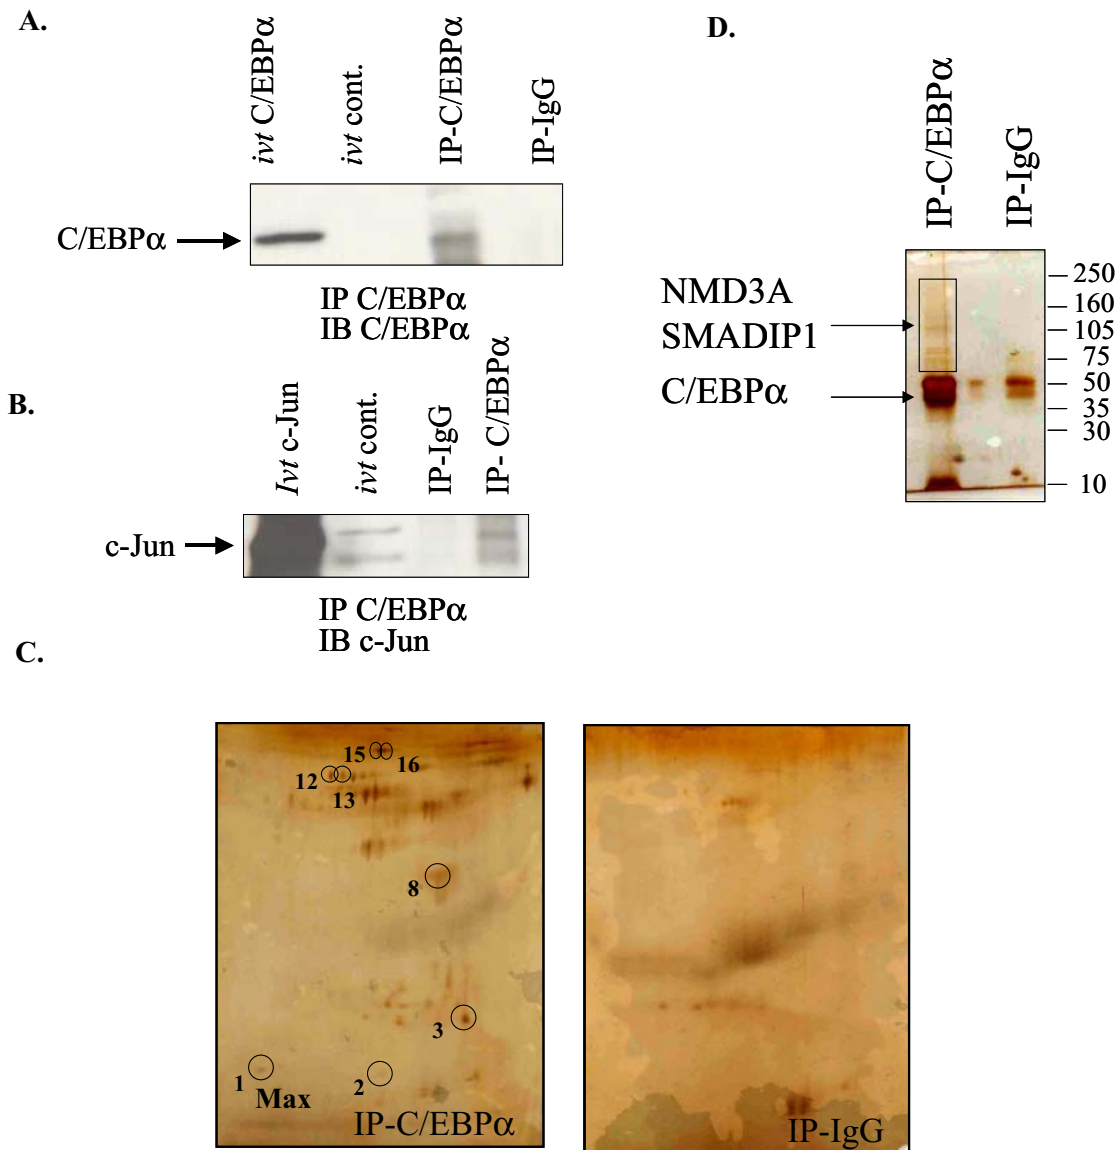 A.
ivt C/EBPα
ivt cont.
IP-C/EBPα
IP-IgG
C/EBPα
IP C/EBPα
IB C/EBPα
B.
Ivt c-Jun
ivt cont.
IP-IgG
IP- C/EBPα
c-Jun
IP C/EBPα
IB c-Jun
C.
15
16
12
13
8
3
1
2
Max
IP-C/EBPα
IP-IgG
D.
IP-C/EBPα
IP-IgG
NMD3A
SMADIP1
C/EBPα
250
160
105
75
50
35
30
10